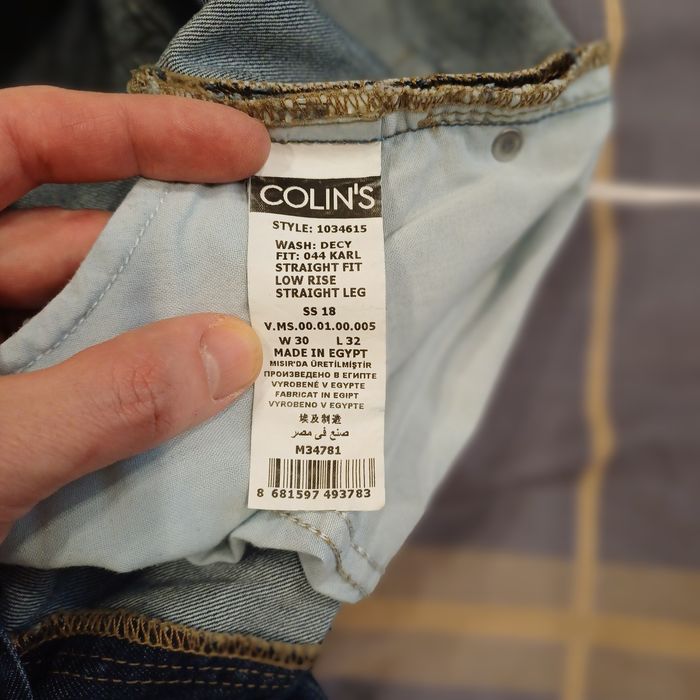 COLIN'S
STYLE: 1034615
WASH: DECY
FIT: 044 KARL
STRAIGHT FIT
LOW RISE
STRAIGHT LEG
SS 18
V.MS.00.01.00.005
W 30 L 32
MADE IN EGYPT
MISIR'DA ÜRETİLMİŞTİR
ПРОИЗВЕДЕНО В ЕГИПТЕ
VYROBENÉ V EGYPTE
FABRICAT IN EGIPT
VYROBENO V EGYPTE
埃及制造
صنع في مصر
M34781
8 681597 493783